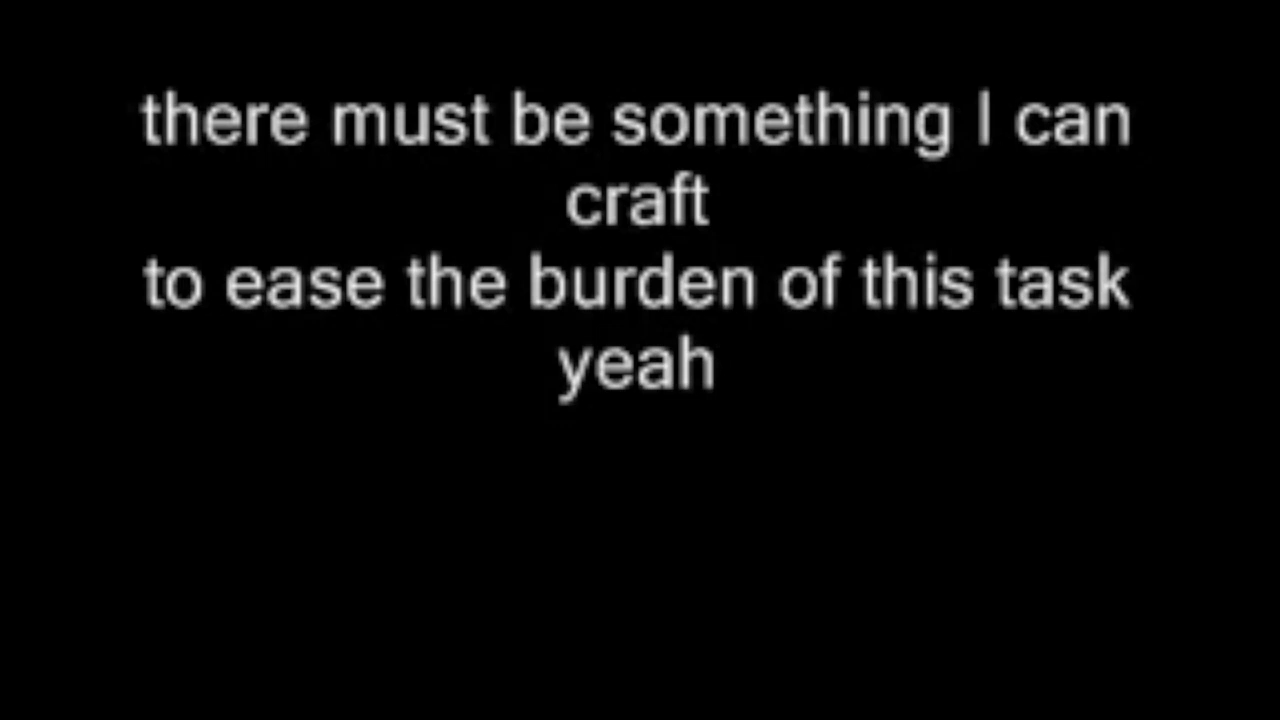 there must be something I can
craft
to ease the burden of this task
yeah